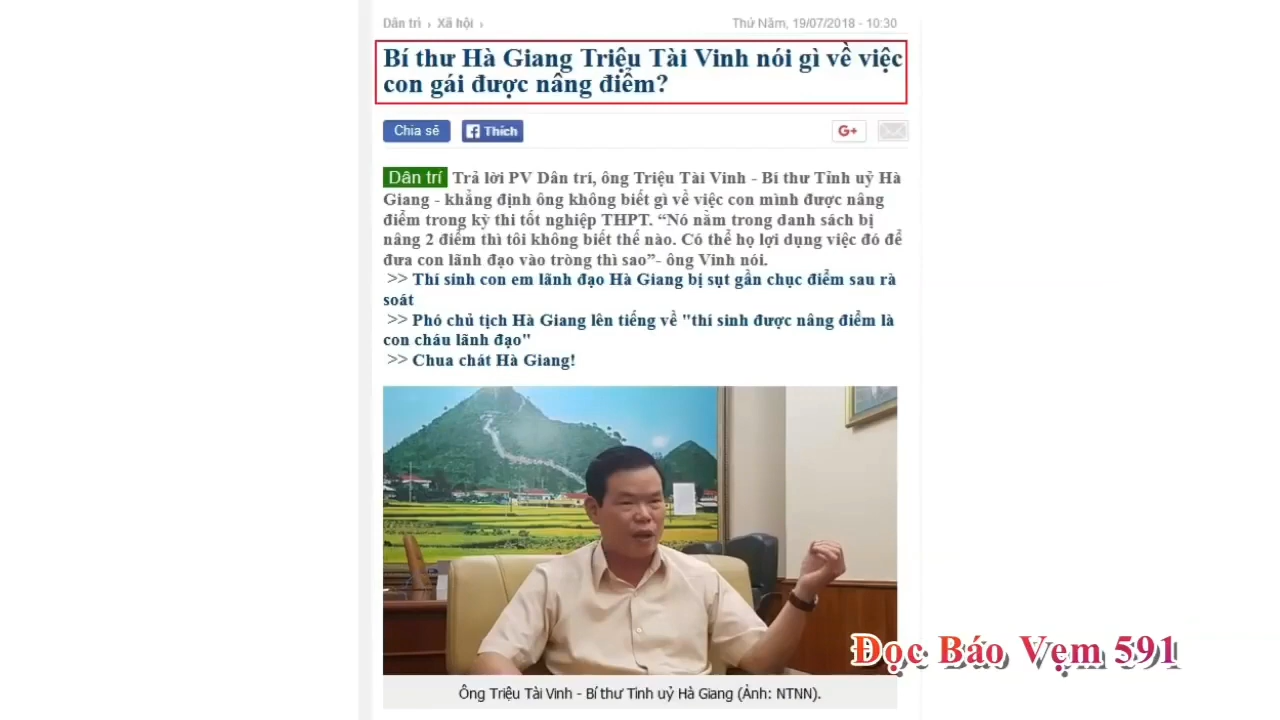 Dân trí › Xã hội ›
Thứ Năm, 19/07/2018 - 10:30
Bí thư Hà Giang Triệu Tài Vinh nói gì về việc
con gái được nâng điểm?
Chia sẻ
Thích
G+
Dân trí Trả lời PV Dân trí, ông Triệu Tài Vinh - Bí thư Tỉnh uỷ Hà
Giang - khẳng định ông không biết gì về việc con mình được nâng
điểm trong kỳ thi tốt nghiệp THPT. “Nó nằm trong danh sách bị
nâng 2 điểm thì tôi không biết thế nào. Có thể họ lợi dụng việc đó để
đưa con lãnh đạo vào tròng thì sao”- ông Vinh nói.
>> Thí sinh con em lãnh đạo Hà Giang bị sụt gần chục điểm sau rà
soát
>> Phó chủ tịch Hà Giang lên tiếng về "thí sinh được nâng điểm là
con cháu lãnh đạo"
>> Chua chát Hà Giang!
Đọc Báo Vẹm 591
Ông Triệu Tài Vinh - Bí thư Tỉnh uỷ Hà Giang (Ảnh: NTNN).